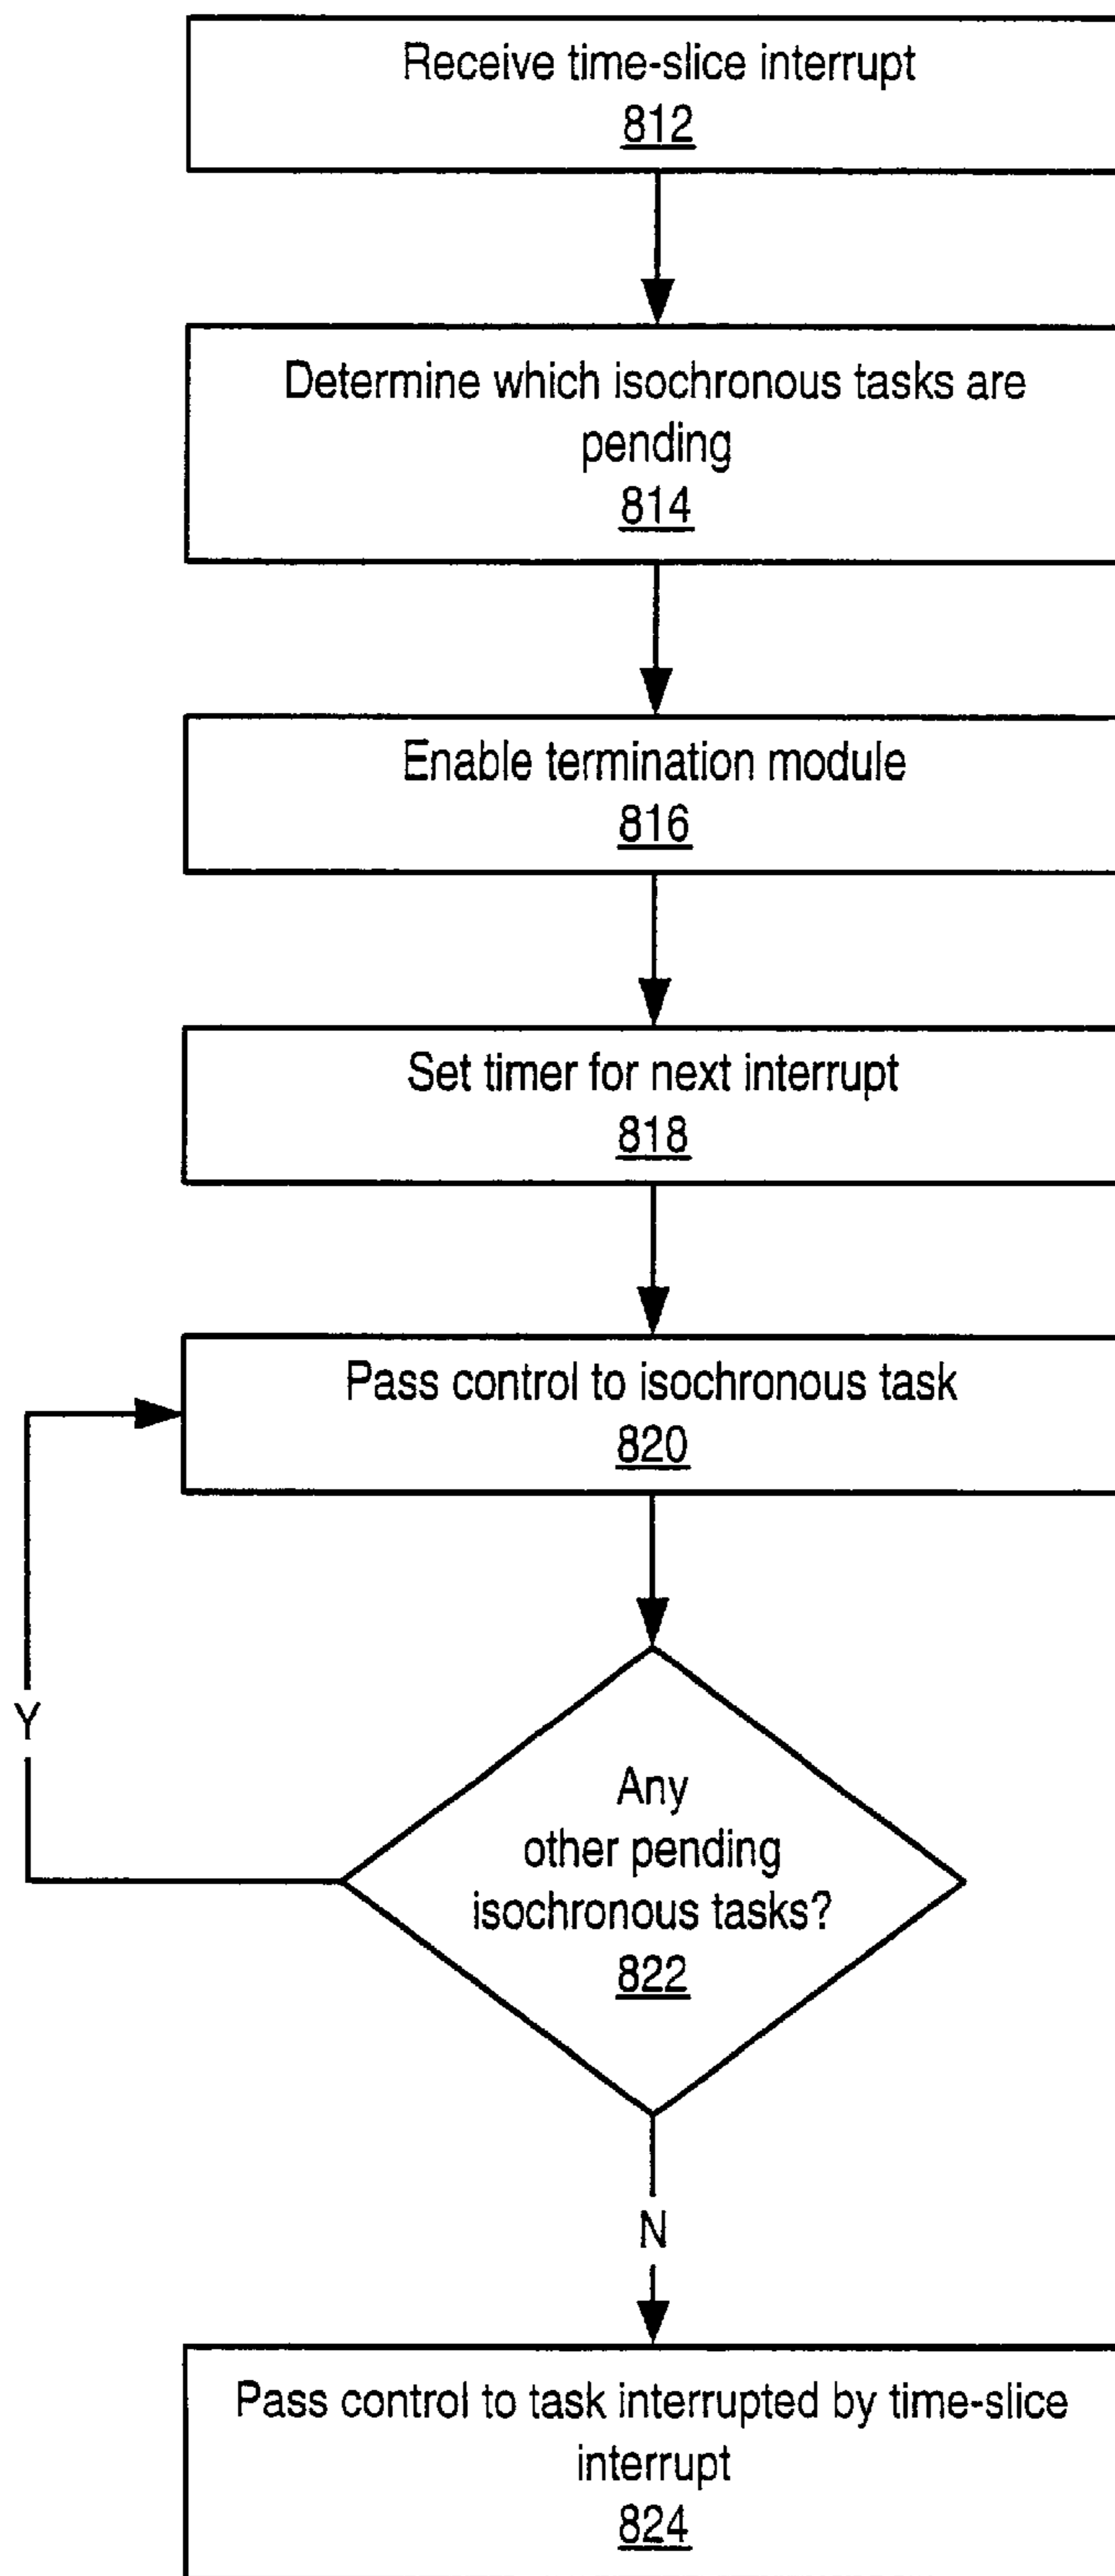 Receive time-slice interrupt
812
Determine which isochronous tasks are
pending
814
Enable termination module
816
Set timer for next interrupt
818
Pass control to isochronous task
820
Y
Any
other pending
isochronous tasks?
822
N
Pass control to task interrupted by time-slice
interrupt
824